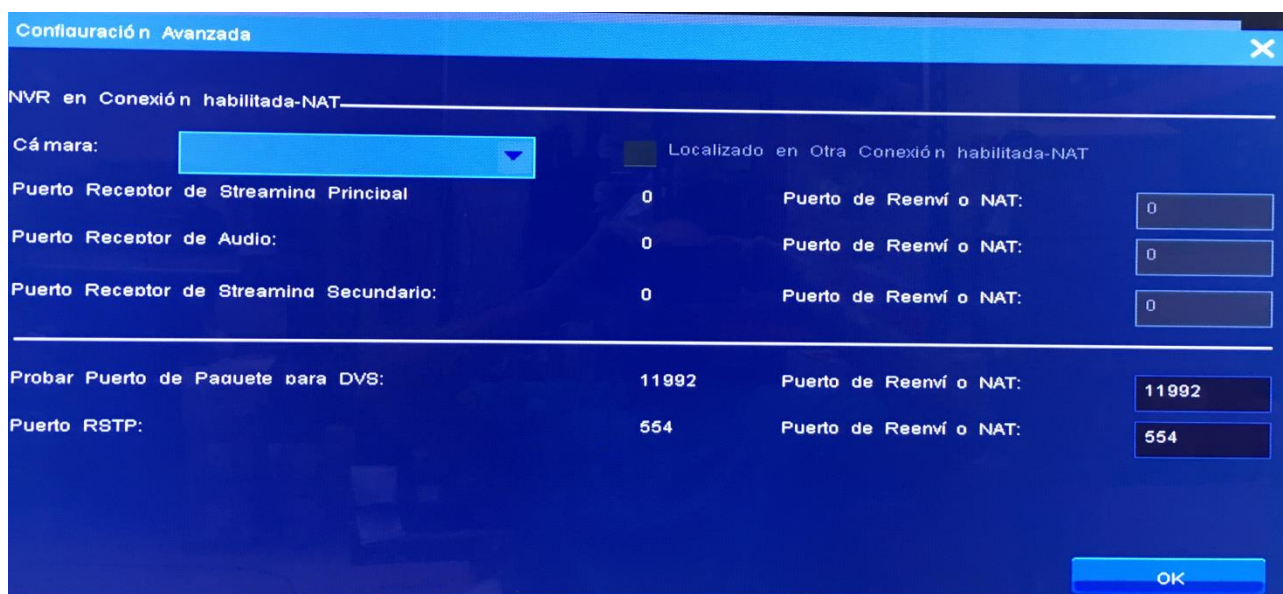 Configuración Avanzada
NVR en Conexión habilitada-NAT
Cámara: Localizado en Otra Conexión habilitada-NAT
Puerto Receptor de Streaming Principal 0 Puerto de Reenvío NAT: 0
Puerto Receptor de Audio: 0 Puerto de Reenvío NAT: 0
Puerto Receptor de Streaming Secundario: 0 Puerto de Reenvío NAT: 0
Probar Puerto de Paquete para DVS: 11992 Puerto de Reenvío NAT: 11992
Puerto RSTP: 554 Puerto de Reenvío NAT: 554
OK